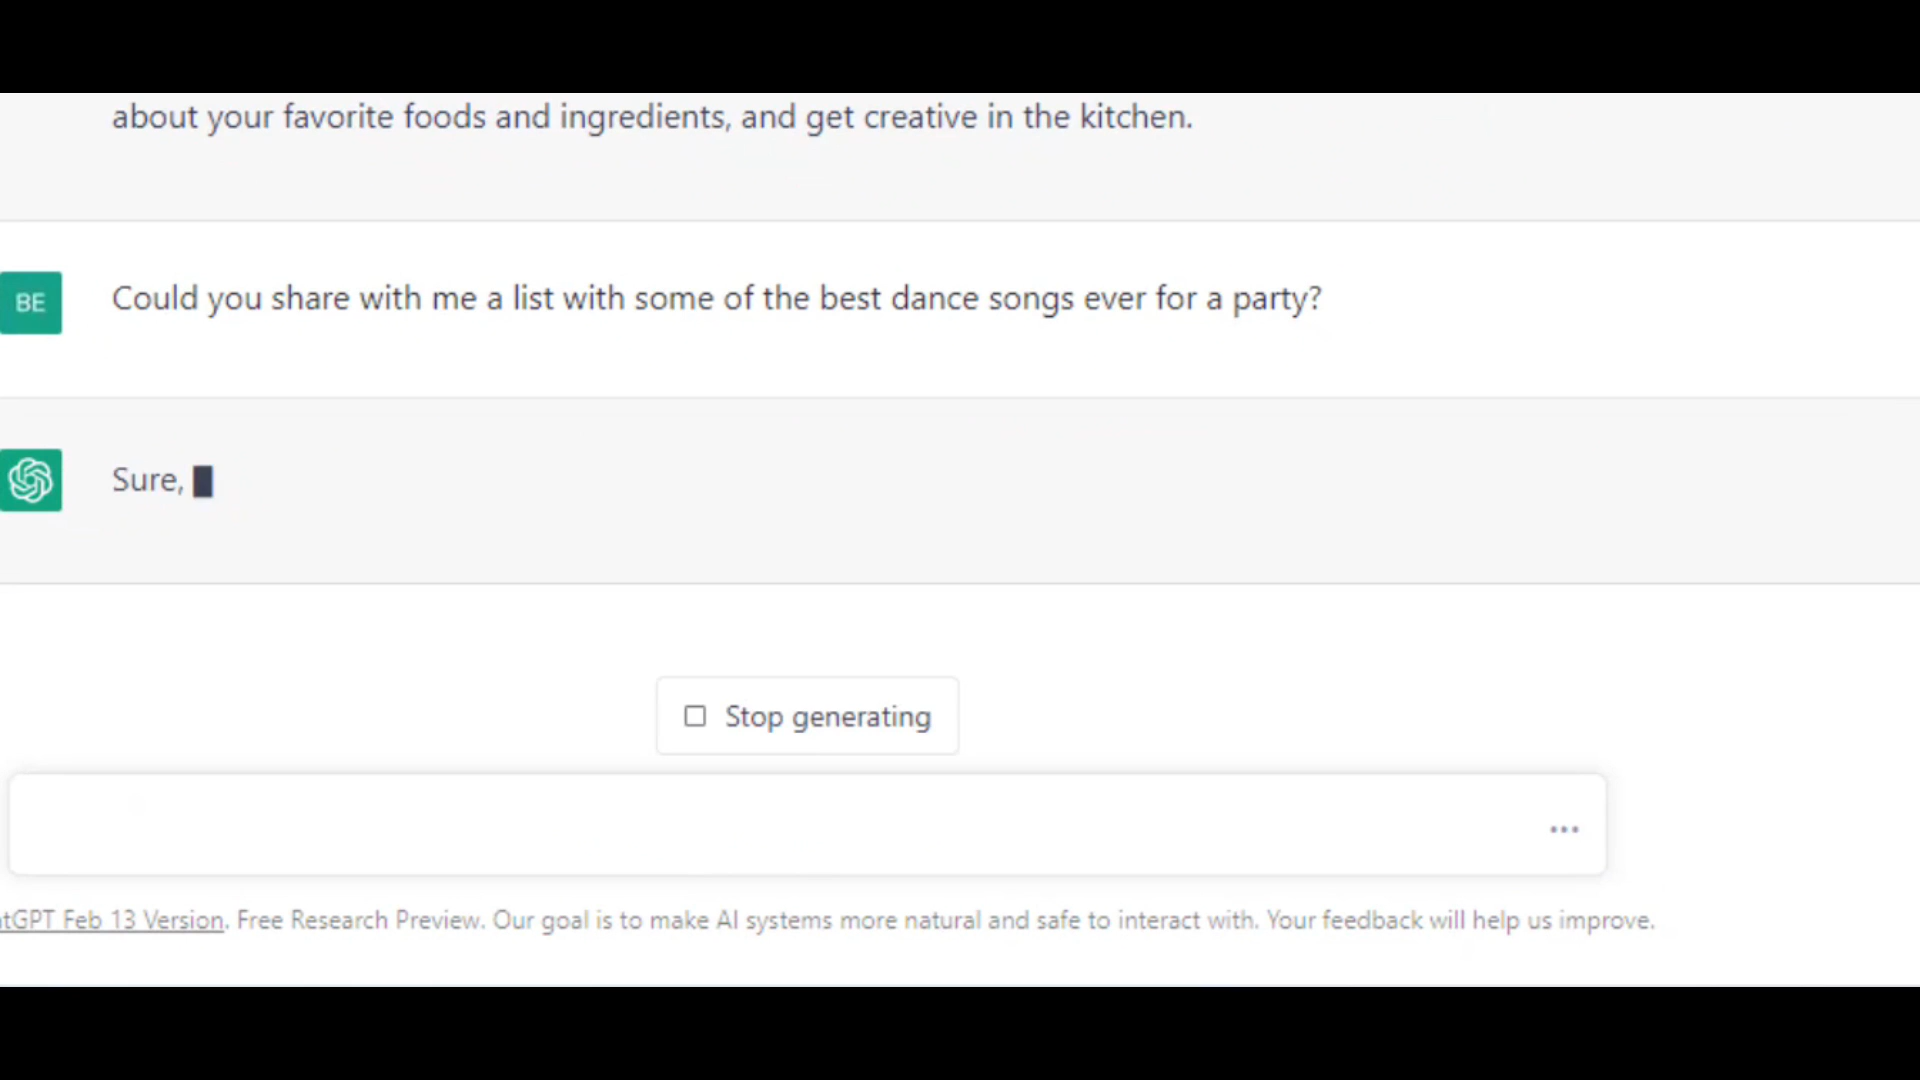 about your favorite foods and ingredients, and get creative in the kitchen.
BE
Could you share with me a list with some of the best dance songs ever for a party?
Sure,
Stop generating
tGPT Feb 13 Version. Free Research Preview. Our goal is to make AI systems more natural and safe to interact with. Your feedback will help us improve.